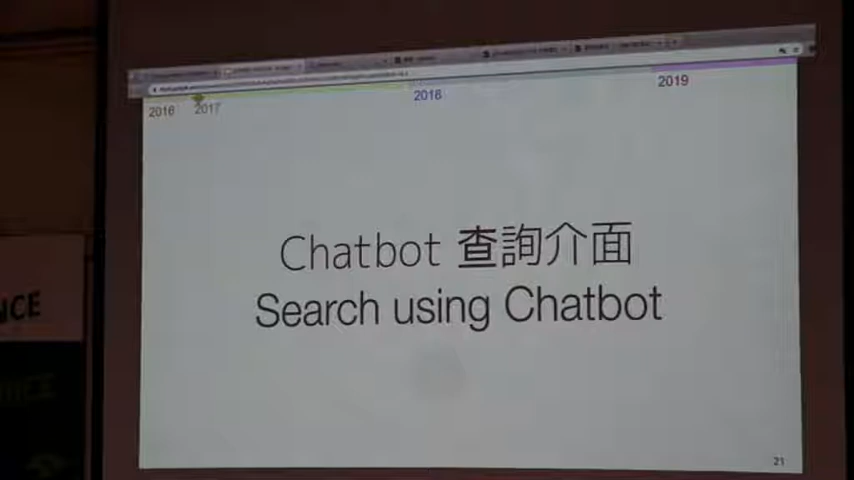 2016 2017 2018 2019
Chatbot 查詢介面
Search using Chatbot
21
NCE